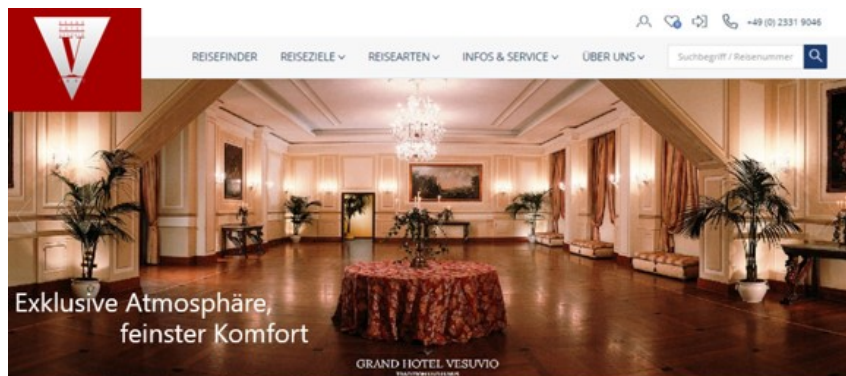 +49 (0) 2331 9046
V
REISEFINDER REISEZIELE REISEARTEN INFOS & SERVICE ÜBER UNS Suchbegriff / Reisenummer
Exklusive Atmosphäre,
feinster Komfort
GRAND HOTEL VESUVIO